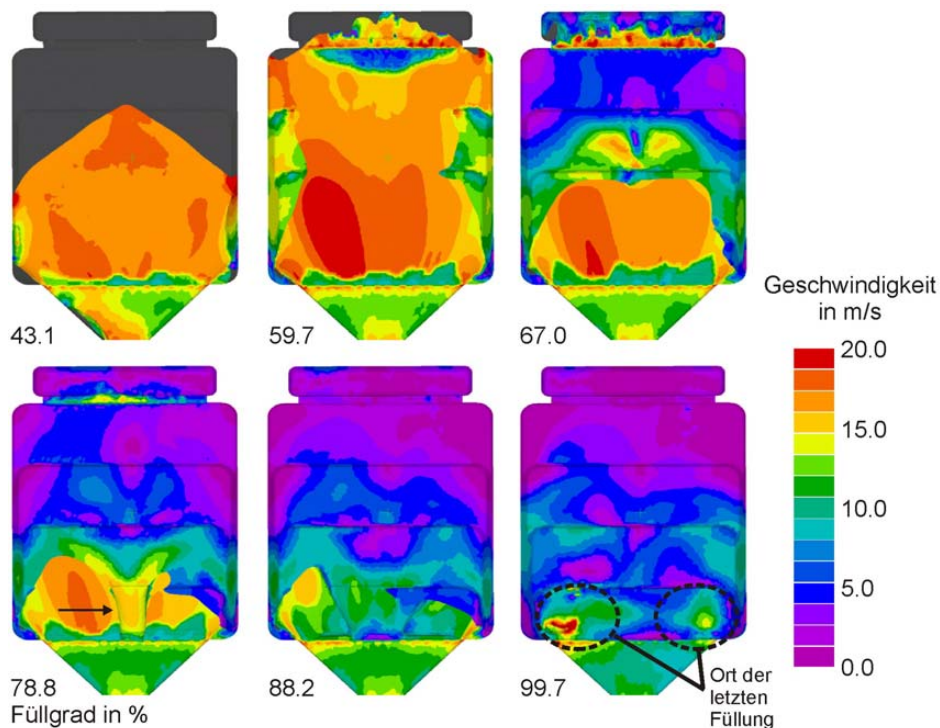 43.1
59.7
67.0
Geschwindigkeit
in m/s
20.0
15.0
10.0
5.0
0.0
78.8
88.2
99.7
Füllgrad in %
Ort der
letzten
Füllung